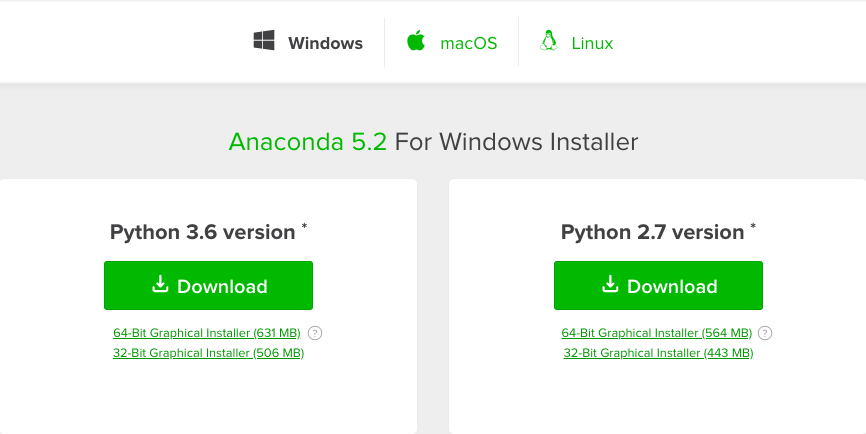 Windows
macOS
Linux
Anaconda 5.2 For Windows Installer
Python 3.6 version *
Download
64-Bit Graphical Installer (631 MB) ?
32-Bit Graphical Installer (506 MB)
Python 2.7 version *
Download
64-Bit Graphical Installer (564 MB) ?
32-Bit Graphical Installer (443 MB)